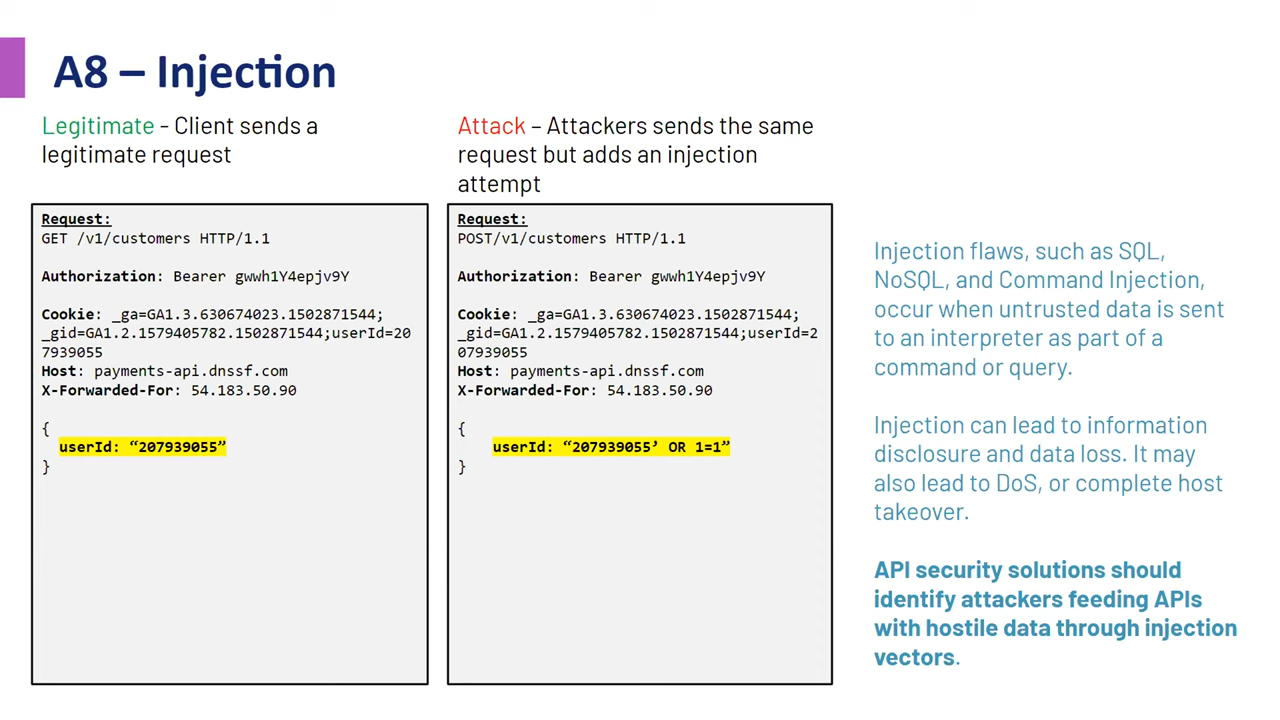 A8 – Injection
Legitimate - Client sends a
legitimate request
Attack – Attackers sends the same
request but adds an injection
attempt
Request:
GET /v1/customers HTTP/1.1
Authorization: Bearer gwwh1Y4epjv9Y
Cookie: _ga=GA1.3.630674023.1502871544;
_gid=GA1.2.1579405782.1502871544;userId=20
7939055
Host: payments-api.dnssf.com
X-Forwarded-For: 54.183.50.90
{
userId: “207939055”
}
Request:
POST/v1/customers HTTP/1.1
Authorization: Bearer gwwh1Y4epjv9Y
Cookie: _ga=GA1.3.630674023.1502871544;
_gid=GA1.2.1579405782.1502871544;userId=2
07939055
Host: payments-api.dnssf.com
X-Forwarded-For: 54.183.50.90
{
userId: “207939055’ OR 1=1”
}
Injection flaws, such as SQL,
NoSQL, and Command Injection,
occur when untrusted data is sent
to an interpreter as part of a
command or query.
Injection can lead to information
disclosure and data loss. It may
also lead to DoS, or complete host
takeover.
API security solutions should
identify attackers feeding APIs
with hostile data through injection
vectors.